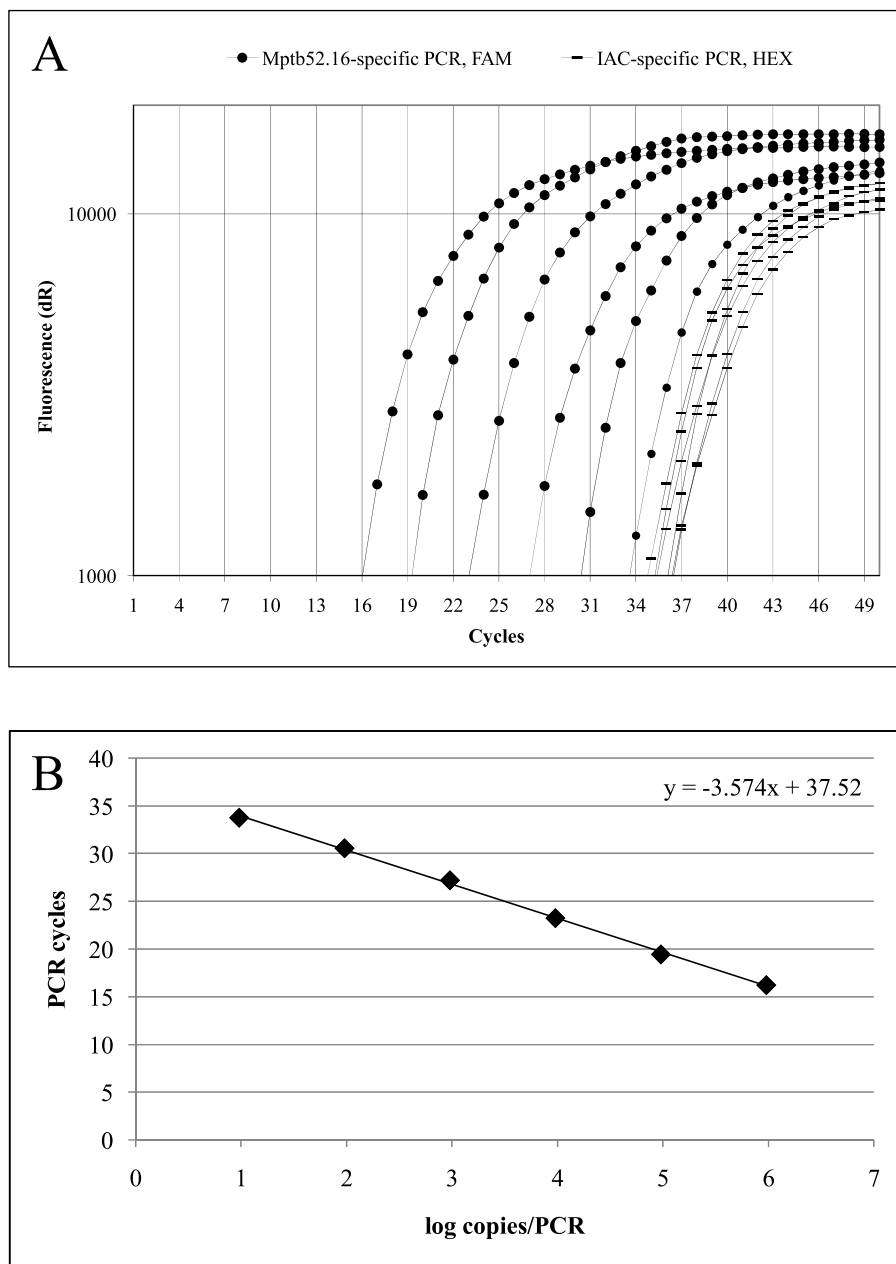 A
Mptb52.16-specific PCR, FAM
IAC-specific PCR, HEX
Fluorescence (dR)
10000
1000
1 4 7 10 13 16 19 22 25 28 31 34 37 40 43 46 49
Cycles
B
y = -3.574x + 37.52
PCR cycles
40
35
30
25
20
15
10
5
0
0 1 2 3 4 5 6 7
log copies/PCR